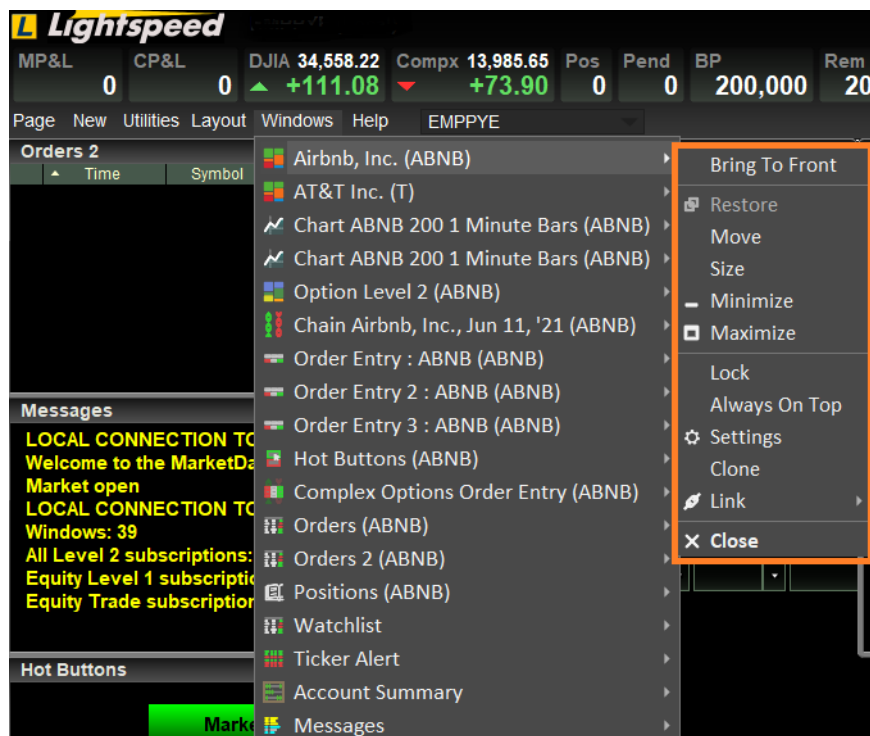 L Lightspeed
MP&L CP&L DJIA 34,558.22 Compx 13,985.65 Pos Pend BP Rem
0 0 +111.08 +73.90 0 0 200,000 20
Page New Utilities Layout Windows Help EMPPYE
Orders 2
Time Symbol
Airbnb, Inc. (ABNB)
AT&T Inc. (T)
Chart ABNB 200 1 Minute Bars (ABNB)
Chart ABNB 200 1 Minute Bars (ABNB)
Option Level 2 (ABNB)
Chain Airbnb, Inc., Jun 11, '21 (ABNB)
Order Entry : ABNB (ABNB)
Order Entry 2 : ABNB (ABNB)
Order Entry 3 : ABNB (ABNB)
Hot Buttons (ABNB)
Complex Options Order Entry (ABNB)
Orders (ABNB)
Orders 2 (ABNB)
Positions (ABNB)
Watchlist
Ticker Alert
Account Summary
Messages
Bring To Front
Restore
Move
Size
Minimize
Maximize
Lock
Always On Top
Settings
Clone
Link
Close
Messages
LOCAL CONNECTION TO
Welcome to the MarketDa
Market open
LOCAL CONNECTION TO
Windows: 39
All Level 2 subscriptions:
Equity Level 1 subscriptio
Equity Trade subscription
Hot Buttons
Marke